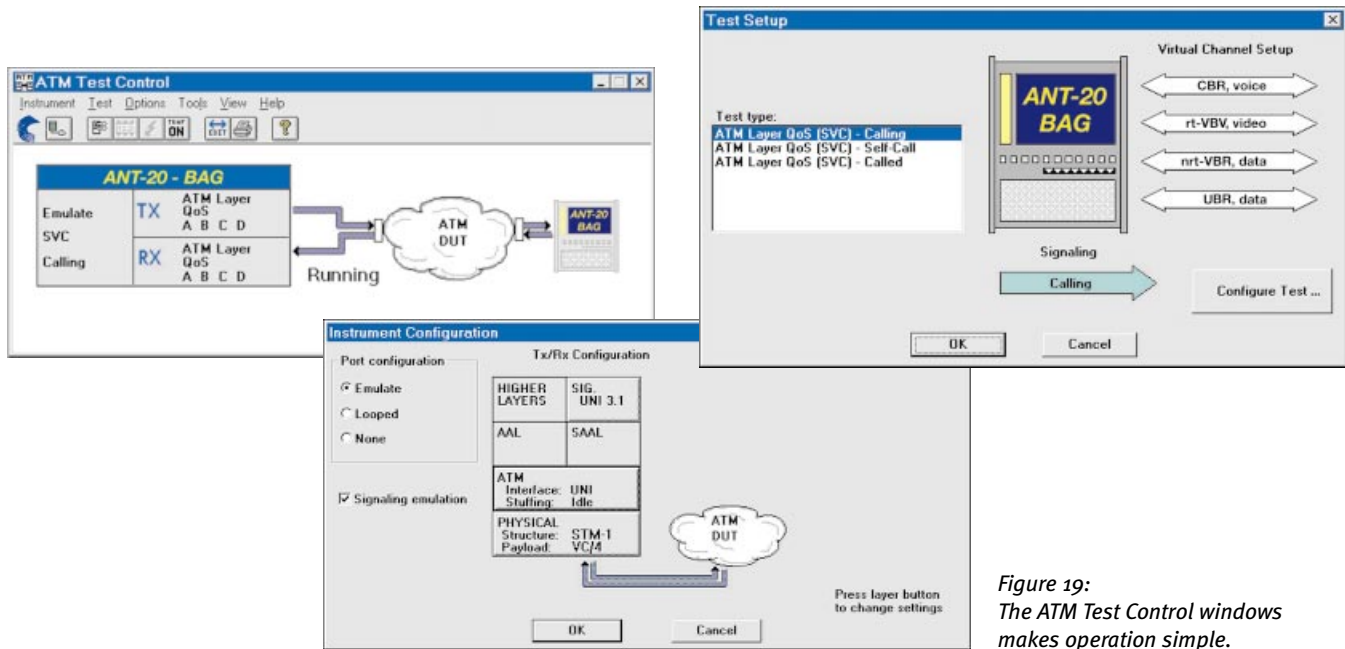 ATM Test Control
Instrument Test Options Tools View Help
TEST ON
EXIT
ANT-20 - BAG
Emulate
SVC
Calling
TX
ATM Layer
QoS
A B C D
RX
ATM Layer
QoS
A B C D
Running
ATM
DUT
ANT-20
BAG
Test Setup
Virtual Channel Setup
Test type:
ATM Layer QoS (SVC) - Calling
ATM Layer QoS (SVC) - Self-Call
ATM Layer QoS (SVC) - Called
ANT-20
BAG
CBR, voice
rt-VBV, video
nrt-VBR, data
UBR, data
Signaling
Calling
Configure Test ...
OK
Cancel
Instrument Configuration
Port configuration
Emulate
Looped
None
Signaling emulation
Tx/Rx Configuration
HIGHER
LAYERS
SIG.
UNI 3.1
AAL
SAAL
ATM
Interface: UNI
Stuffing: Idle
PHYSICAL
Structure: STM-1
Payload: VC/4
ATM
DUT
Press layer button
to change settings
OK
Cancel
Figure 19:
The ATM Test Control windows
makes operation simple.